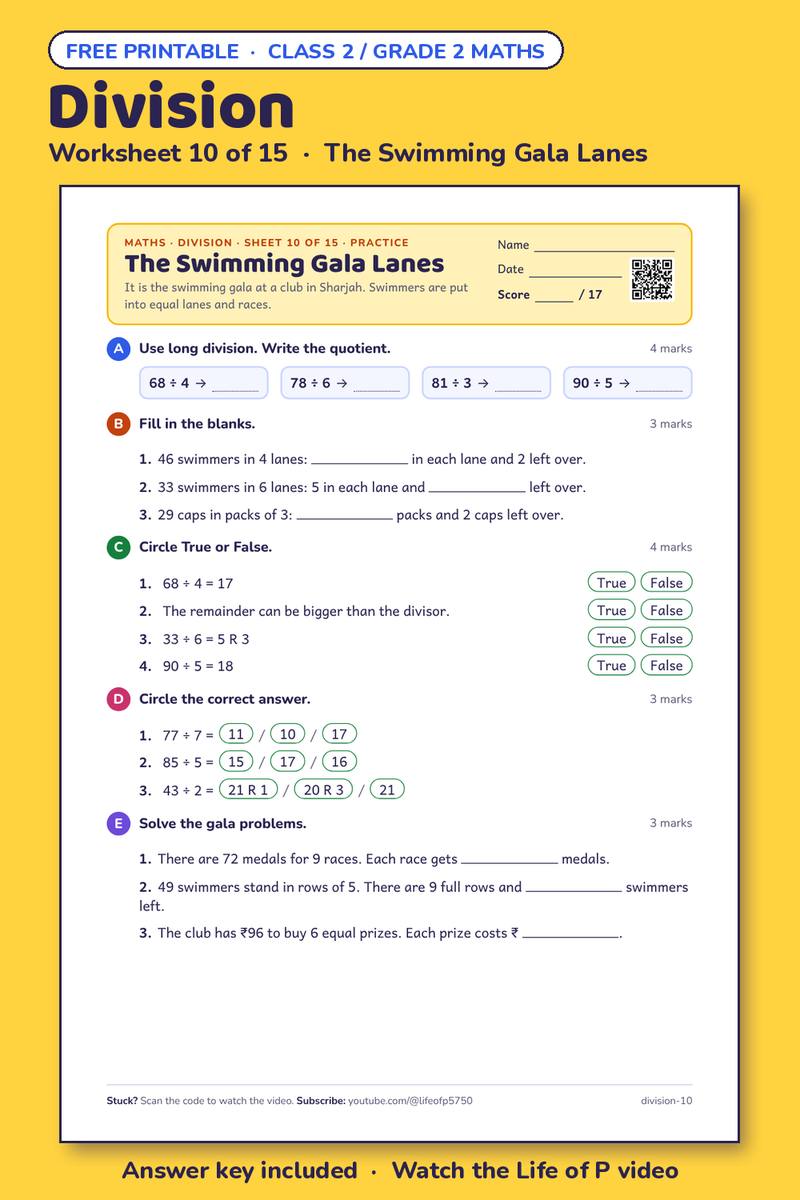 FREE PRINTABLE · CLASS 2 / GRADE 2 MATHS
Division
Worksheet 10 of 15 · The Swimming Gala Lanes
MATHS · DIVISION · SHEET 10 OF 15 · PRACTICE
The Swimming Gala Lanes
It is the swimming gala at a club in Sharjah. Swimmers are put
into equal lanes and races.
Name ____________
Date ____________
Score ______ / 17
A Use long division. Write the quotient. 4 marks
68 ÷ 4 → ........ 78 ÷ 6 → ........ 81 ÷ 3 → ........ 90 ÷ 5 → ........
B Fill in the blanks. 3 marks
1. 46 swimmers in 4 lanes: ____________ in each lane and 2 left over.
2. 33 swimmers in 6 lanes: 5 in each lane and ____________ left over.
3. 29 caps in packs of 3: ____________ packs and 2 caps left over.
C Circle True or False. 4 marks
1. 68 ÷ 4 = 17 True False
2. The remainder can be bigger than the divisor. True False
3. 33 ÷ 6 = 5 R 3 True False
4. 90 ÷ 5 = 18 True False
D Circle the correct answer. 3 marks
1. 77 ÷ 7 = 11 / 10 / 17
2. 85 ÷ 5 = 15 / 17 / 16
3. 43 ÷ 2 = 21 R 1 / 20 R 3 / 21
E Solve the gala problems. 3 marks
1. There are 72 medals for 9 races. Each race gets ____________ medals.
2. 49 swimmers stand in rows of 5. There are 9 full rows and ____________ swimmers
left.
3. The club has ₹96 to buy 6 equal prizes. Each prize costs ₹ ____________.
Stuck? Scan the code to watch the video. Subscribe: youtube.com/@lifeofp5750 division-10
Answer key included · Watch the Life of P video